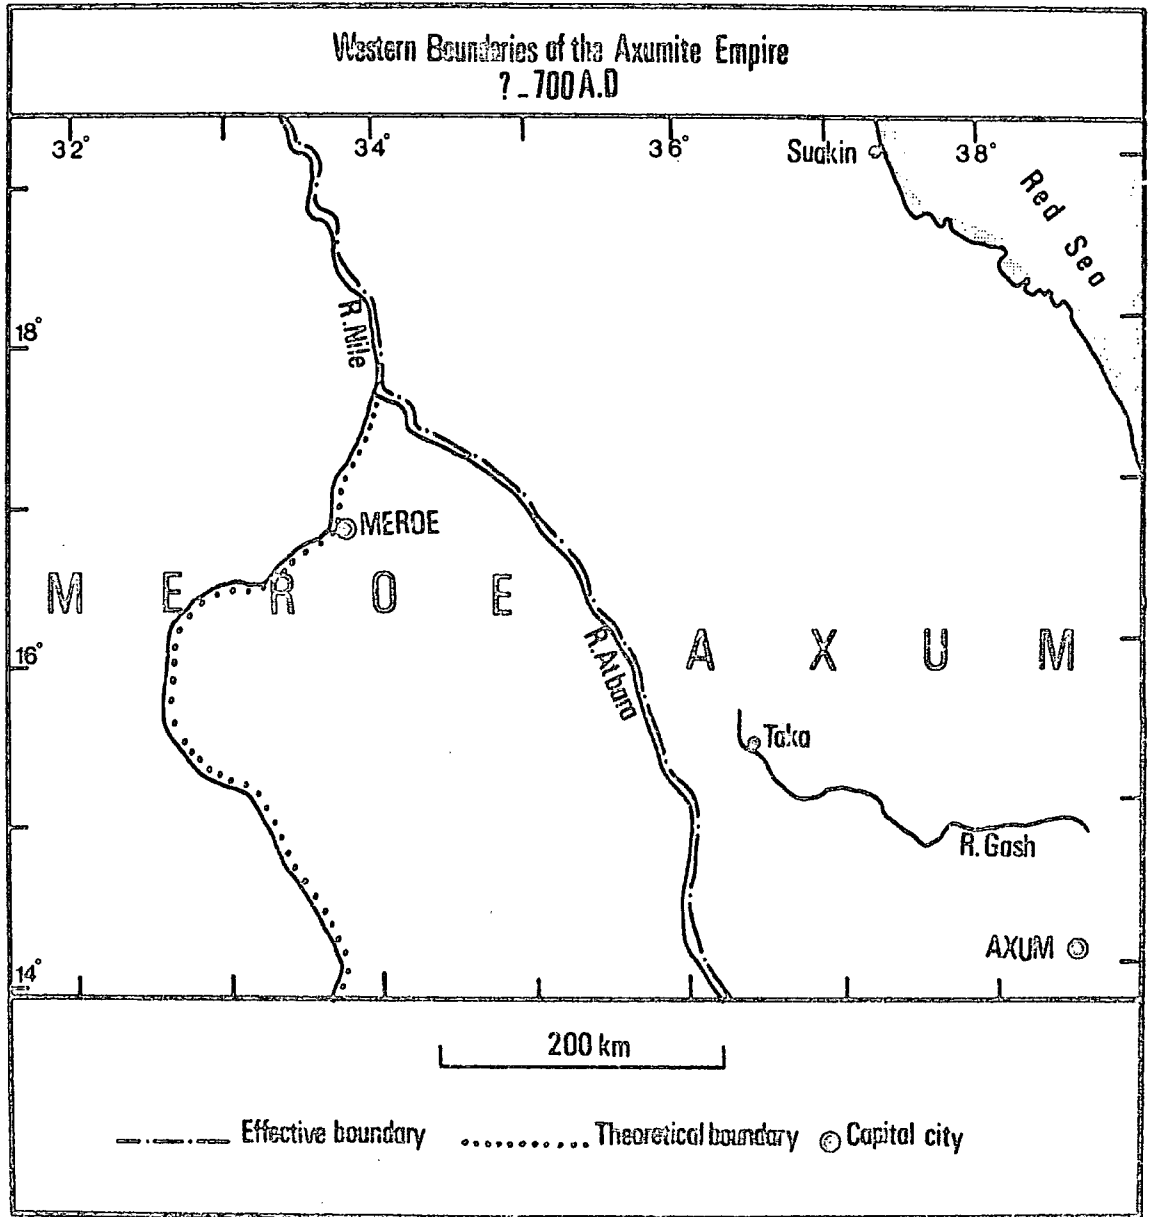 Western Boundaries of the Axumite Empire
? - 700 A.D
32° 34° 36° 38°
Suakin
Red Sea
R. Nile
18°
MEROE
M E R O E
R. Atbara
16°
A X U M
Taka
R. Gash
AXUM
14°
200 km
Effective boundary Theoretical boundary Capital city